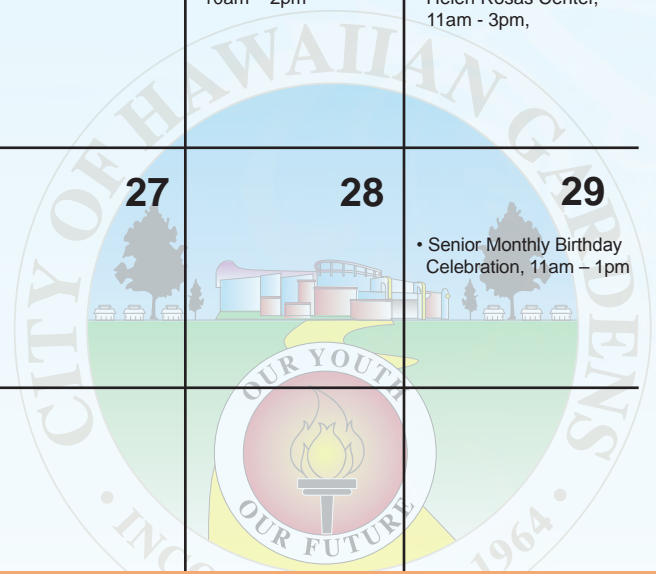 11am - 3pm,
CITY OF HAWAIIAN GARDENS
27
28
29
• Senior Monthly Birthday
Celebration, 11am – 1pm
OUR YOUTH
OUR FUTURE
1964